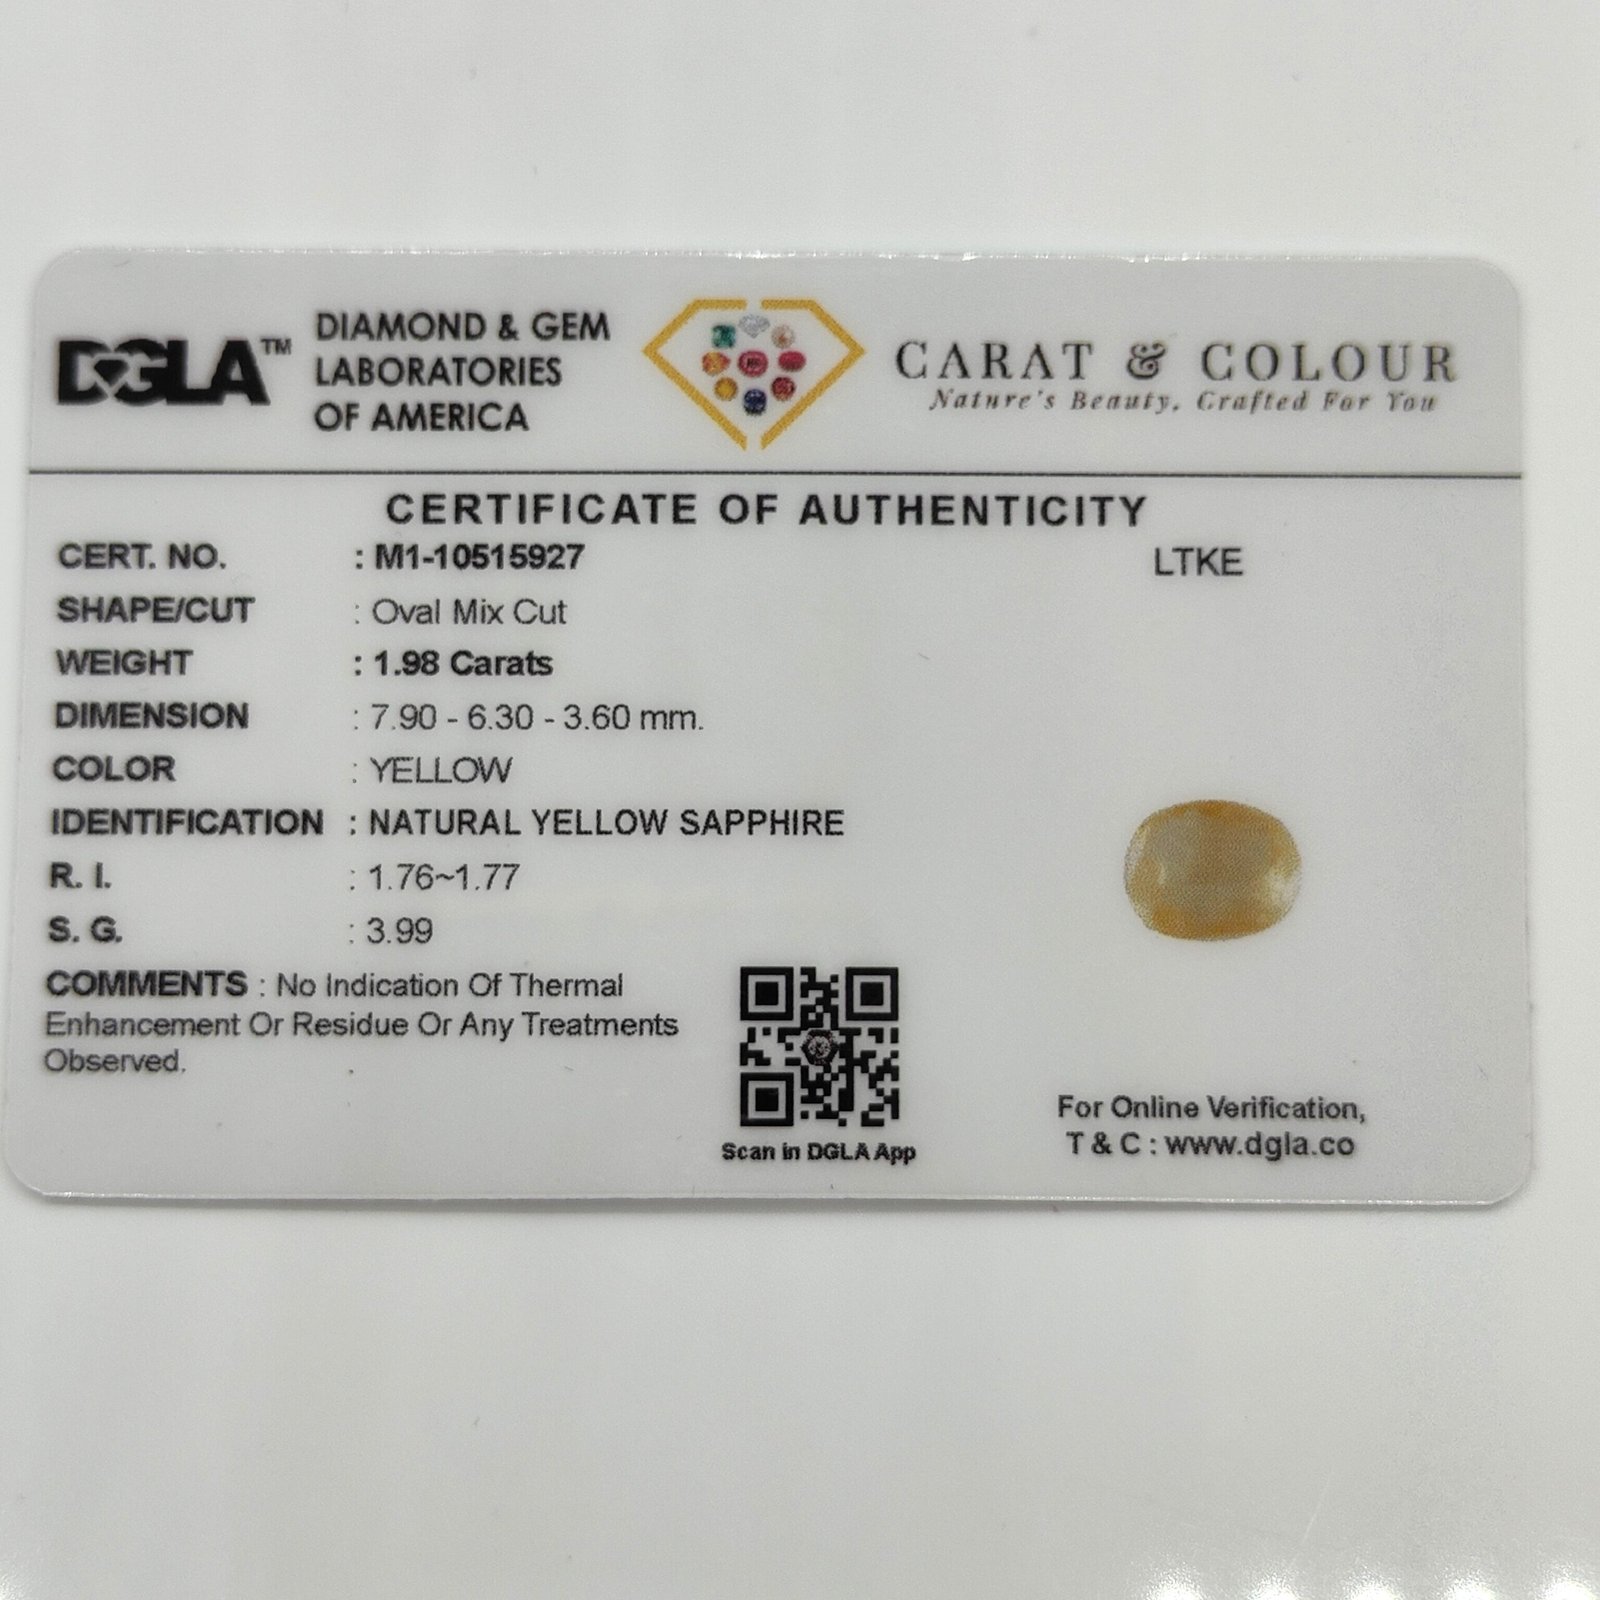 DGLA™
DIAMOND & GEM
LABORATORIES
OF AMERICA
CARAT & COLOUR
Nature's Beauty, Crafted For You
CERTIFICATE OF AUTHENTICITY
CERT. NO. : M1-10515927
LTKE
SHAPE/CUT : Oval Mix Cut
WEIGHT : 1.98 Carats
DIMENSION : 7.90 - 6.30 - 3.60 mm.
COLOR : YELLOW
IDENTIFICATION : NATURAL YELLOW SAPPHIRE
R. I. : 1.76~1.77
S. G. : 3.99
COMMENTS : No Indication Of Thermal
Enhancement Or Residue Or Any Treatments
Observed.
Scan in DGLA App
For Online Verification,
T & C : www.dgla.co